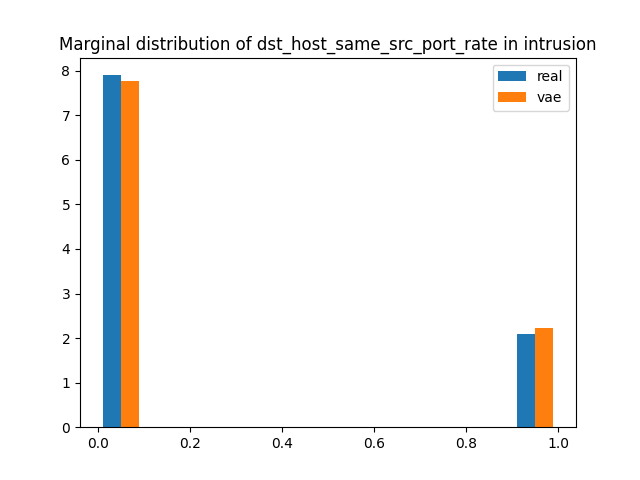 Marginal distribution of dst_host_same_src_port_rate in intrusion
real
vae
8
7
6
5
4
3
2
1
0
0.0 0.2 0.4 0.6 0.8 1.0